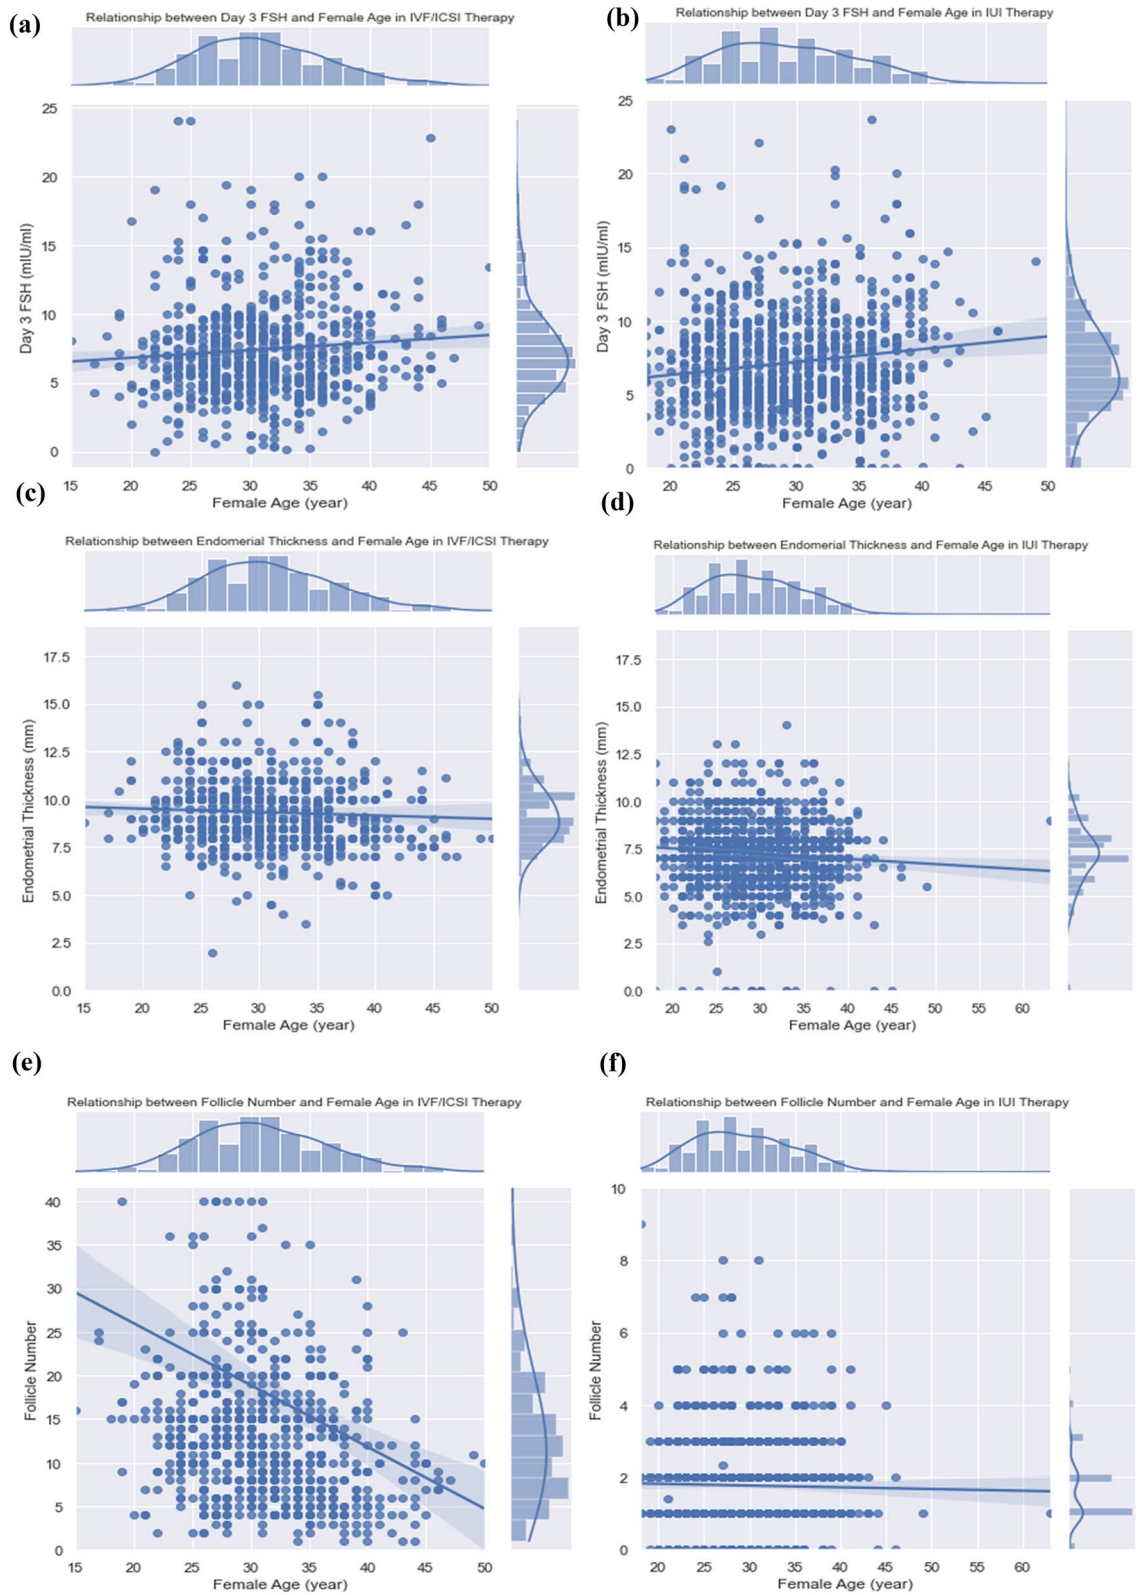 (a)
Relationship between Day 3 FSH and Female Age in IVF/ICSI Therapy
25
20
15
10
5
0
Day 3 FSH (mIU/ml)
15 20 25 30 35 40 45 50
Female Age (year)
(b)
Relationship between Day 3 FSH and Female Age in IUI Therapy
25
20
15
10
5
0
Day 3 FSH (mIU/ml)
20 25 30 35 40 45 50
Female Age (year)
(c)
Relationship between Endomerial Thickness and Female Age in IVF/ICSI Therapy
17.5
15.0
12.5
10.0
7.5
5.0
2.5
0.0
Endometrial Thickness (mm)
15 20 25 30 35 40 45 50
Female Age (year)
(d)
Relationship between Endomerial Thickness and Female Age in IUI Therapy
17.5
15.0
12.5
10.0
7.5
5.0
2.5
0.0
Endometrial Thickness (mm)
20 25 30 35 40 45 50 55 60
Female Age (year)
(e)
Relationship between Follicle Number and Female Age in IVF/ICSI Therapy
40
35
30
25
20
15
10
5
0
Follicle Number
15 20 25 30 35 40 45 50
Female Age (year)
(f)
Relationship between Follicle Number and Female Age in IUI Therapy
10
8
6
4
2
0
Follicle Number
20 25 30 35 40 45 50 55 60
Female Age (year)